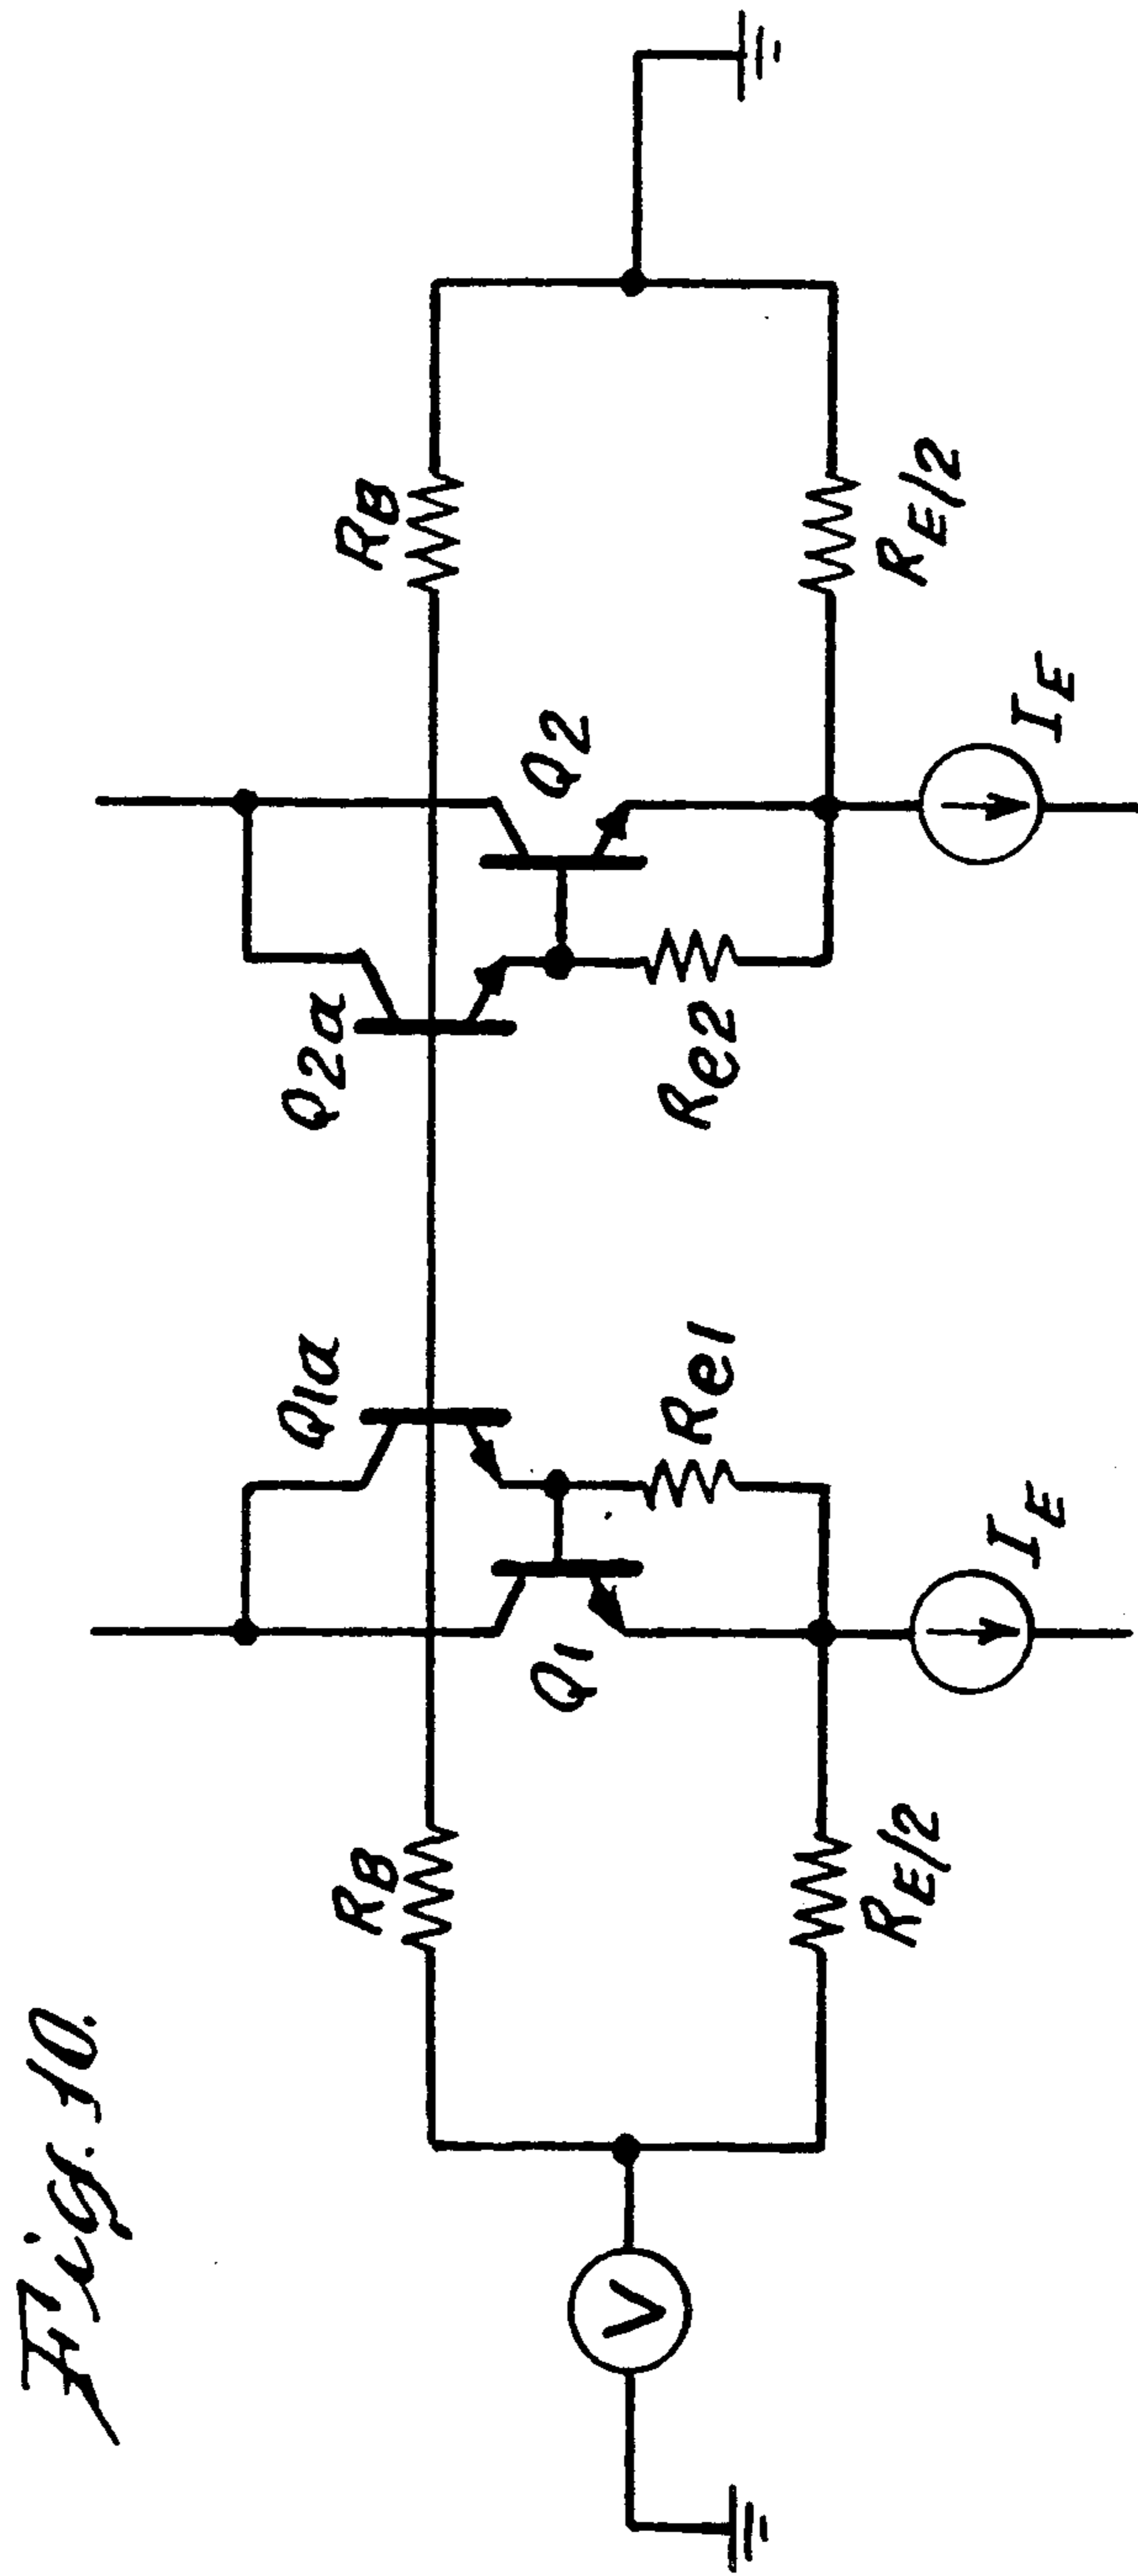 Fig. 10.
Q1a
Q2a
RB
RB
Q1
Q2
Re1
Re2
RE/2
RE/2
IE
IE
V